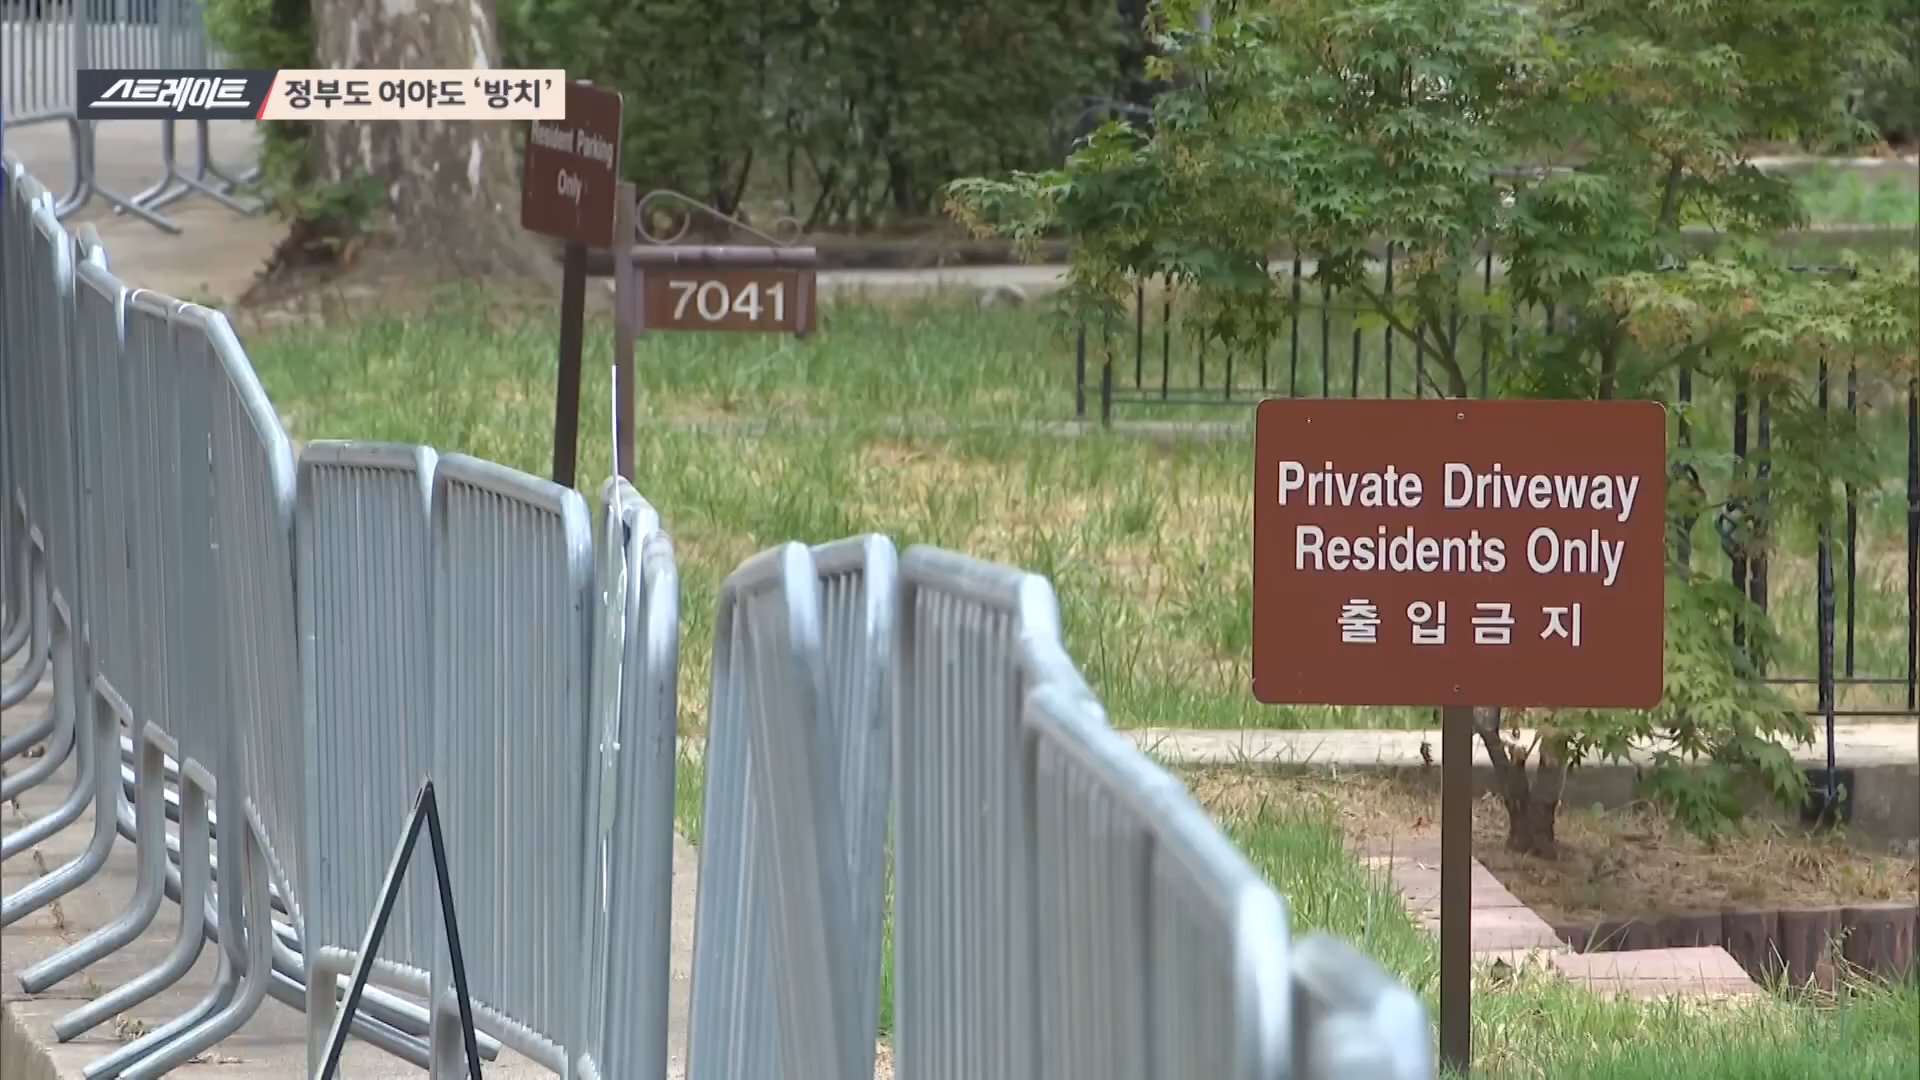 스트레이트 정부도 여야도 ‘방치’
Resident Parking
Only
7041
Private Driveway
Residents Only
출입금지